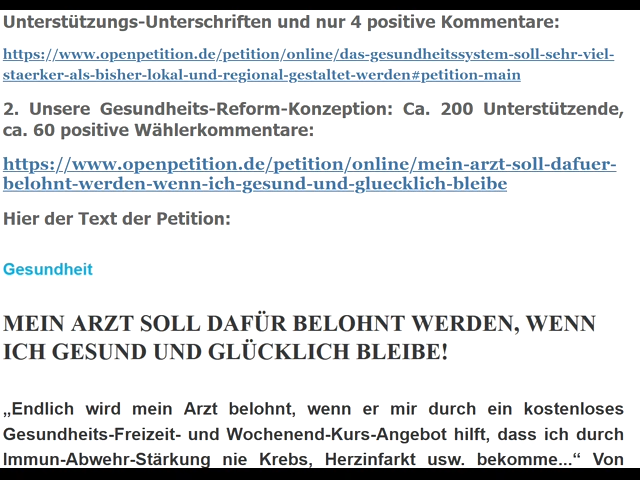 Unterstützungs-Unterschriften und nur 4 positive Kommentare:
https://www.openpetition.de/petition/online/das-gesundheitssystem-soll-sehr-viel-
staerker-als-bisher-lokal-und-regional-gestaltet-werden#petition-main
2. Unsere Gesundheits-Reform-Konzeption: Ca. 200 Unterstützende,
ca. 60 positive Wählerkommentare:
https://www.openpetition.de/petition/online/mein-arzt-soll-dafuer-
belohnt-werden-wenn-ich-gesund-und-gluecklich-bleibe
Hier der Text der Petition:
Gesundheit
MEIN ARZT SOLL DAFÜR BELOHNT WERDEN, WENN
ICH GESUND UND GLÜCKLICH BLEIBE!
„Endlich wird mein Arzt belohnt, wenn er mir durch ein kostenloses
Gesundheits-Freizeit- und Wochenend-Kurs-Angebot hilft, dass ich durch
Immun-Abwehr-Stärkung nie Krebs, Herzinfarkt usw. bekomme...“ Von